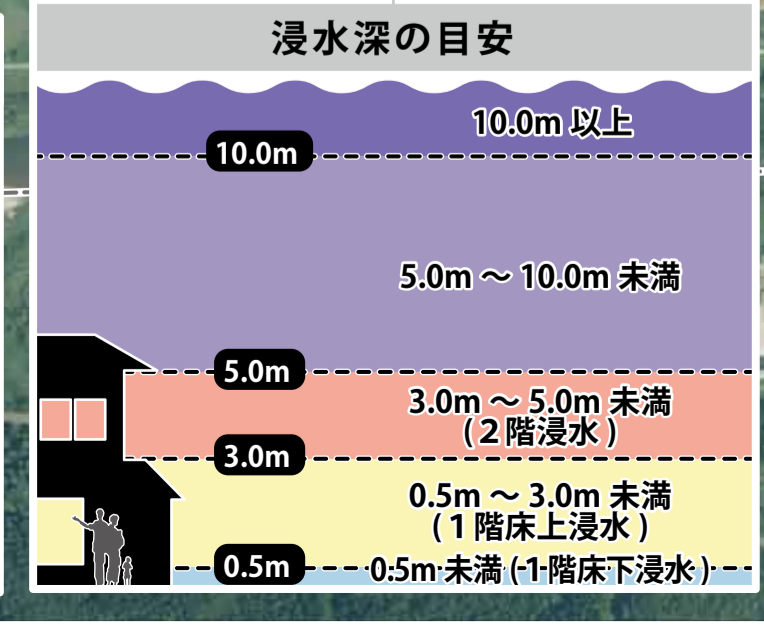 浸水深の目安
10.0m 以上
10.0m
5.0m ～ 10.0m 未満
5.0m
3.0m ～ 5.0m 未満
(２階浸水)
3.0m
0.5m ～ 3.0m 未満
(１階床上浸水)
0.5m
0.5m 未満 (1階床下浸水)